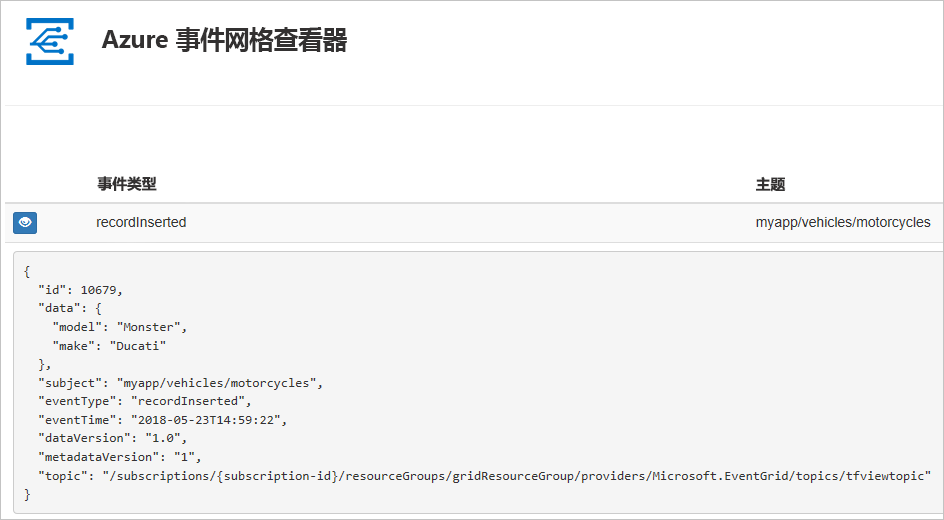 Azure 事件网格查看器
事件类型 主题
recordInserted myapp/vehicles/motorcycles
{
  "id": 10679,
  "data": {
    "model": "Monster",
    "make": "Ducati"
  },
  "subject": "myapp/vehicles/motorcycles",
  "eventType": "recordInserted",
  "eventTime": "2018-05-23T14:59:22",
  "dataVersion": "1.0",
  "metadataVersion": "1",
  "topic": "/subscriptions/{subscription-id}/resourceGroups/gridResourceGroup/providers/Microsoft.EventGrid/topics/tfviewtopic"
}